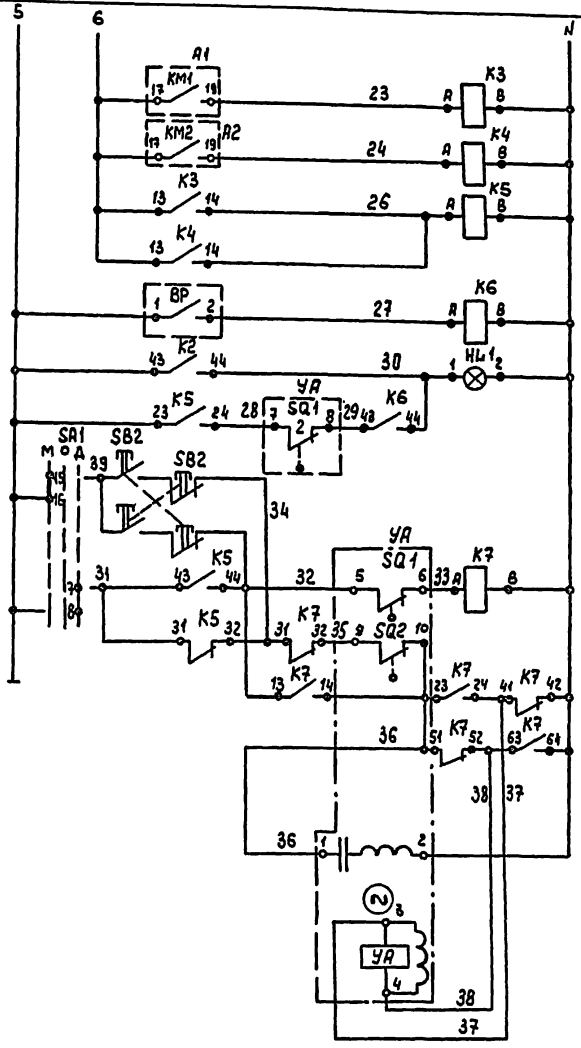 5 6 N
A1
KM1 K3
17 19 23 A B
KM2 A2 K4
17 19 24 A B
K3 K5
13 14 26 A B
K4
13 14
BP K6
1 2 27 A B
K2 HL1
43 44 30 1 2
K5 YA K6
23 24 28 7 SQ1 8 29 43 44
2
SA1
М О Д 39 SB2 SB2
15
16 34
YA
SQ1
K5 K7
7 31 43 44 32 5 6 33 A B
8
K5 K7 SQ2
31 32 31 32 35 9 10
K7 K7 K7
13 14 23 24 41 42
K7 K7
36 51 52 63 64
38 37
36 1 2
2 3
YA
4
38
37